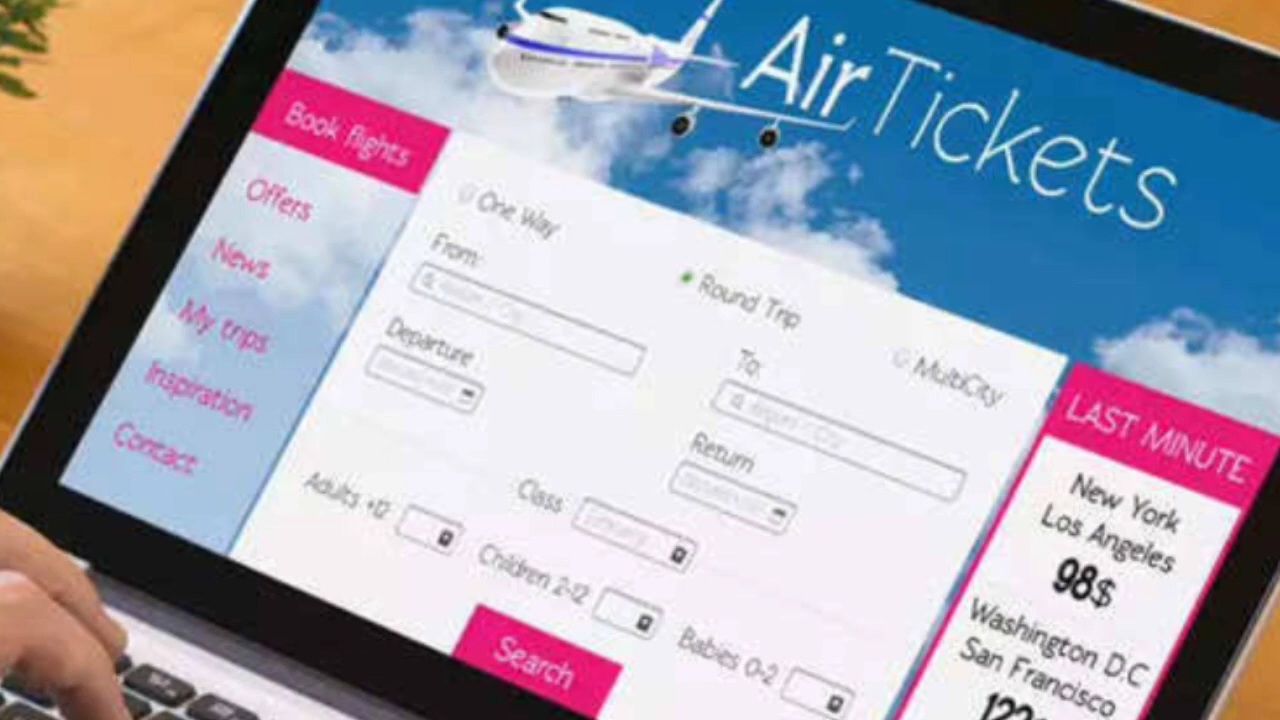 Air Tickets
Book flights
Offers
News
My trips
Inspiration
Contact
One Way
Round Trip
MultiCity
From:
To:
Departure
Return
Adults +12
Class
Children 2-12
Babies 0-2
Search
LAST MINUTE
New York
Los Angeles
98$
Washington D.C
San Francisco